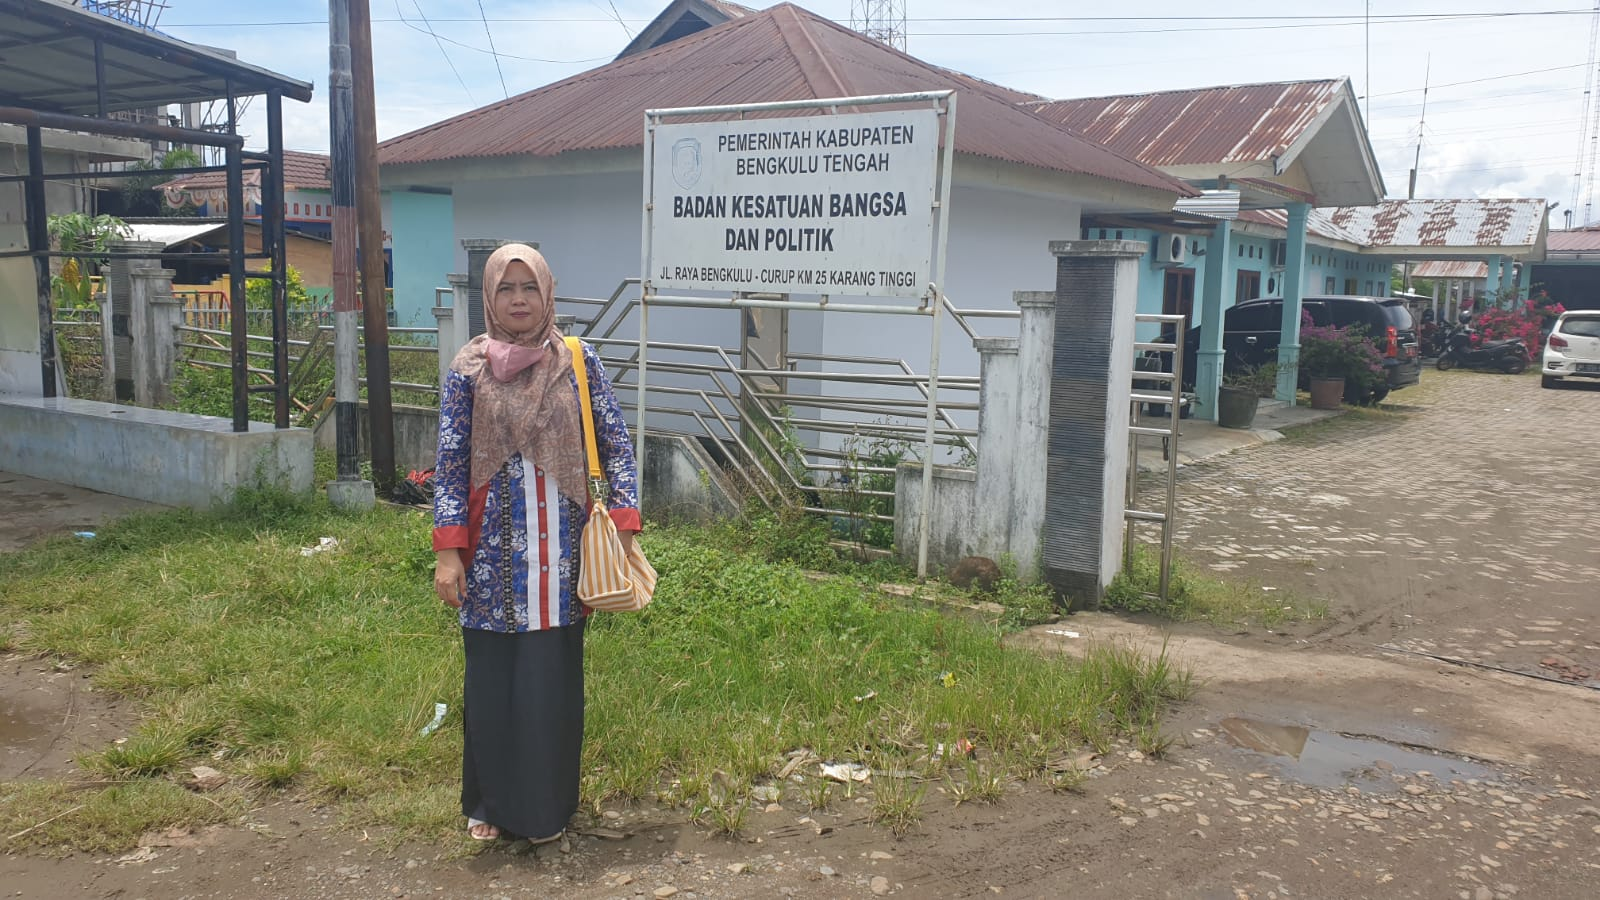 PEMERINTAH KABUPATEN
BENGKULU TENGAH
BADAN KESATUAN BANGSA
DAN POLITIK
JL. RAYA BENGKULU - CURUP KM 25 KARANG TINGGI